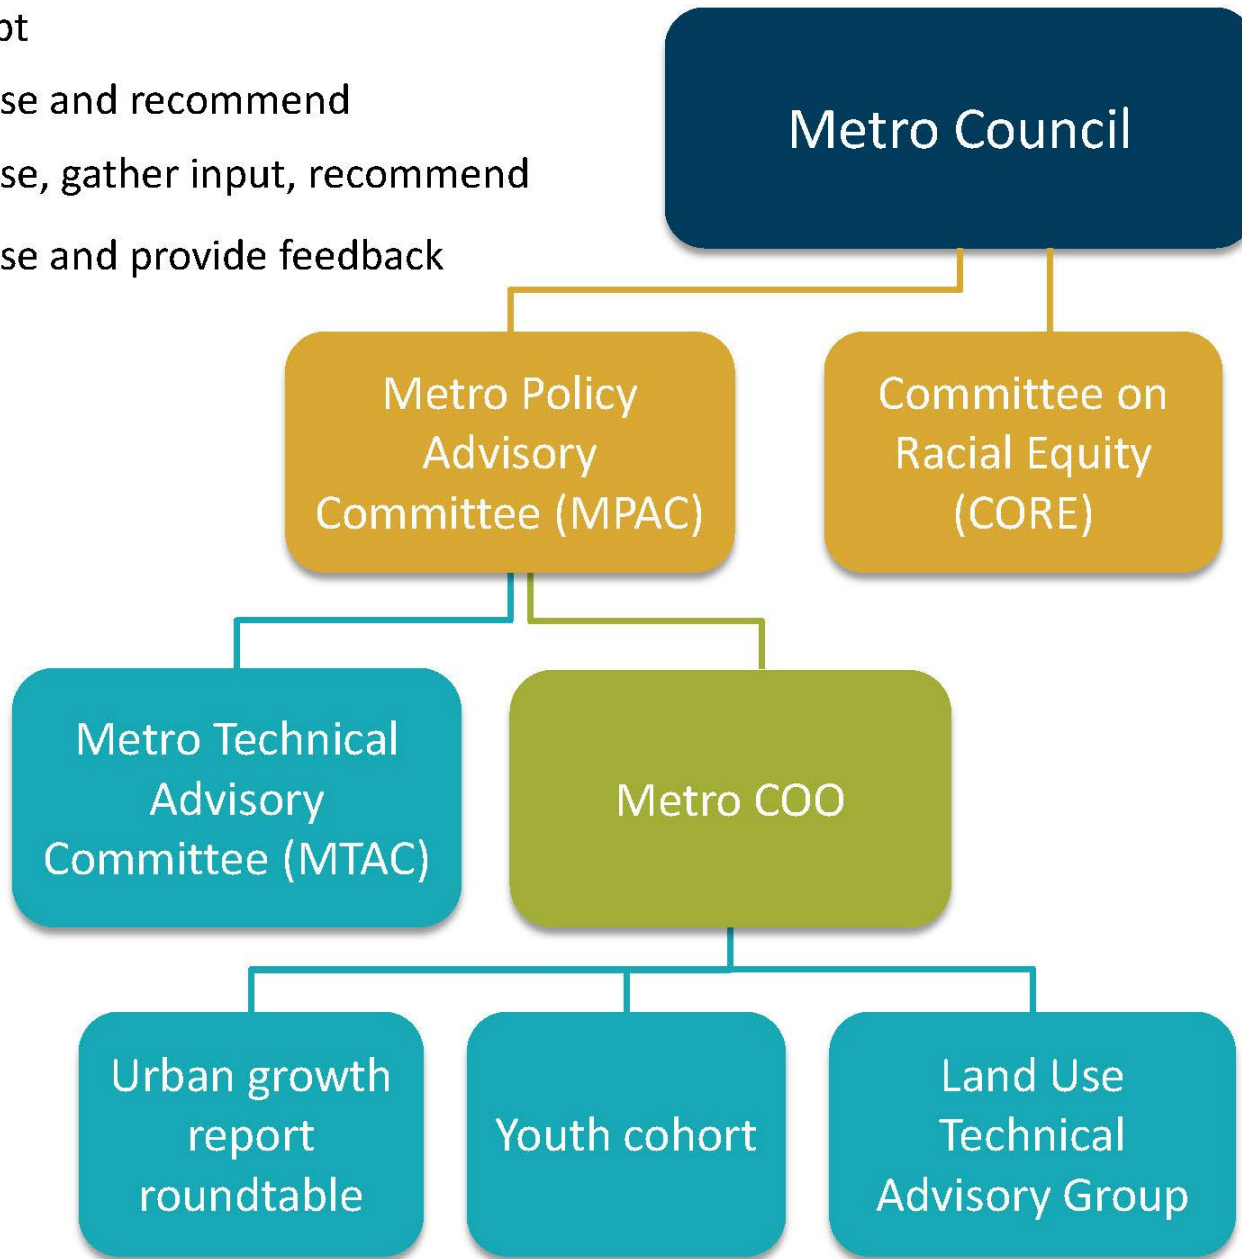 pt
se and recommend
se, gather input, recommend
se and provide feedback
Metro Council
Metro Policy
Advisory
Committee (MPAC)
Committee on
Racial Equity
(CORE)
Metro Technical
Advisory
Committee (MTAC)
Metro COO
Urban growth
report
roundtable
Youth cohort
Land Use
Technical
Advisory Group